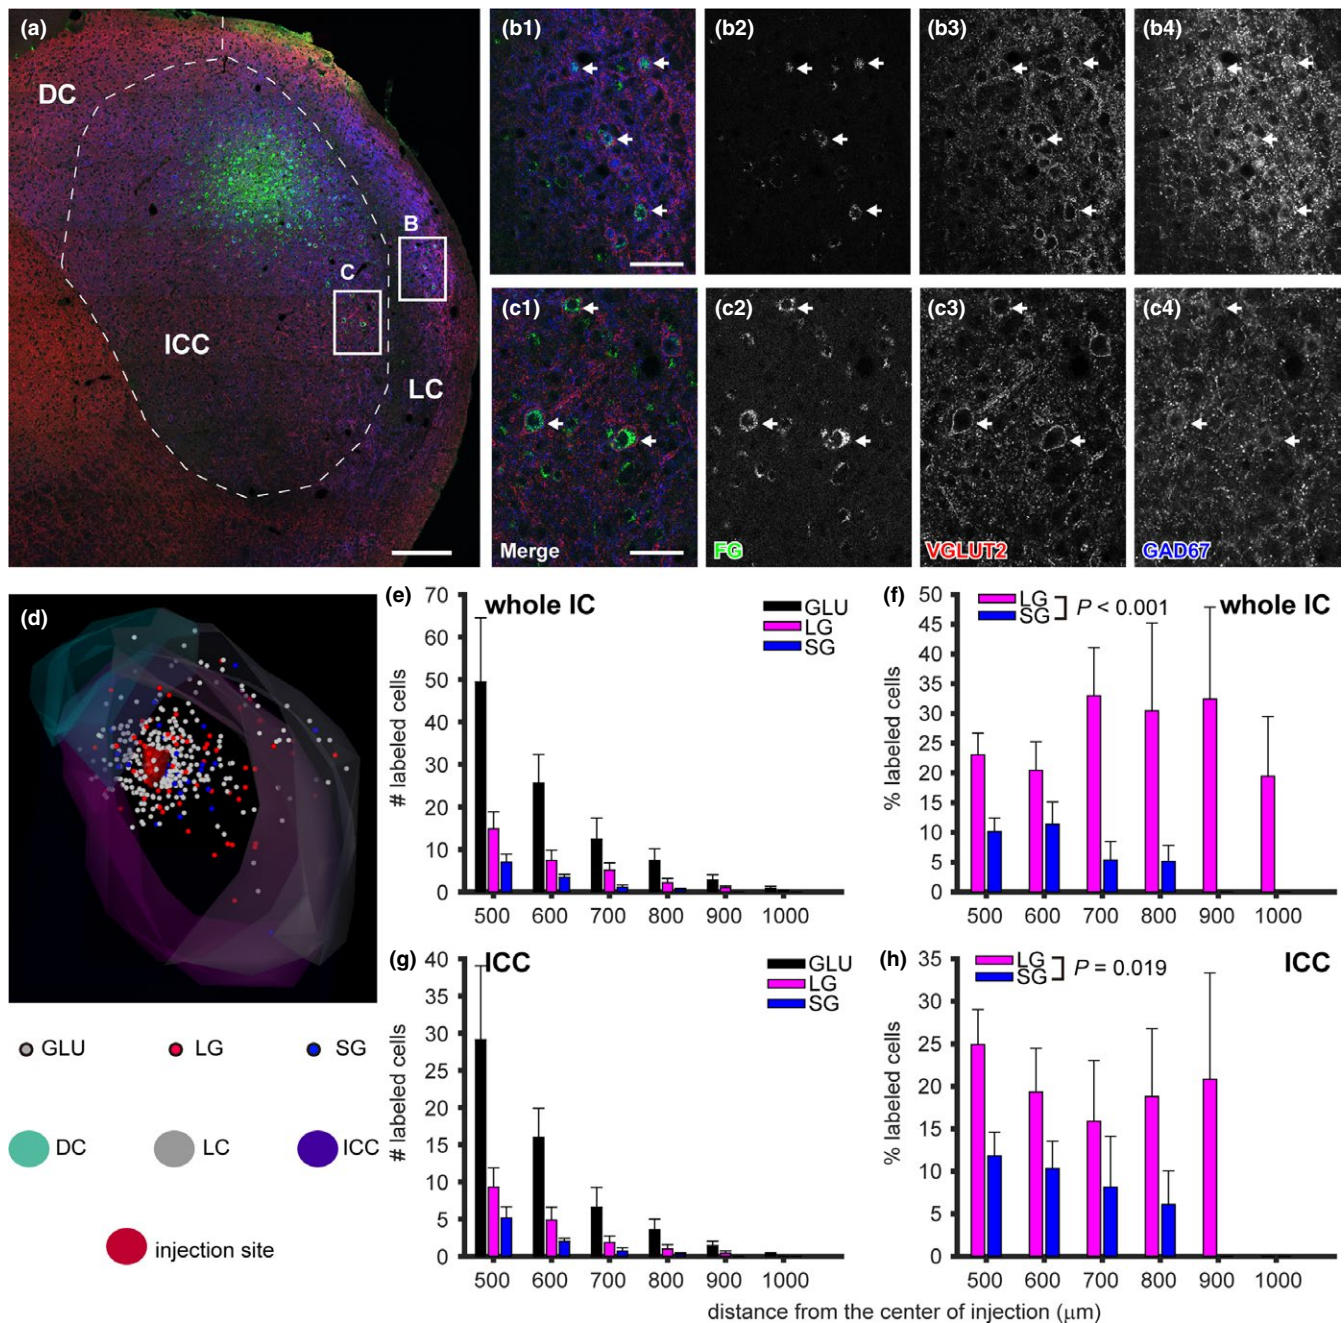 (a)
DC
B
C
ICC
LC
(b1)
(b2)
(b3)
(b4)
(c1)
(c2)
(c3)
(c4)
Merge
FG
VGLUT2
GAD67
(d)
GLU LG SG
DC LC ICC
injection site
(e)
whole IC
GLU
LG
SG
# labeled cells
70
60
50
40
30
20
10
0
500 600 700 800 900 1000
(f)
whole IC
LG
SG
P < 0.001
% labeled cells
50
45
40
35
30
25
20
15
10
5
0
500 600 700 800 900 1000
(g)
ICC
GLU
LG
SG
# labeled cells
40
35
30
25
20
15
10
5
0
500 600 700 800 900 1000
(h)
ICC
LG
SG
P = 0.019
% labeled cells
35
30
25
20
15
10
5
0
500 600 700 800 900 1000
distance from the center of injection (μm)